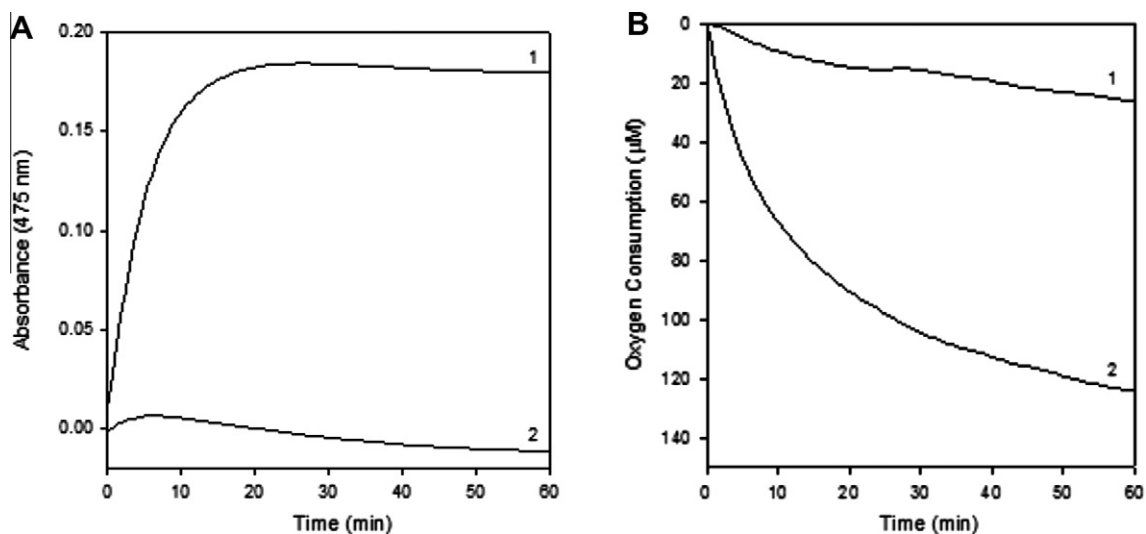 A
Absorbance (475 nm)
0.20
0.15
0.10
0.05
0.00
1
2
0 10 20 30 40 50 60
Time (min)
B
Oxygen Consumption (µM)
0
20
40
60
80
100
120
140
1
2
0 10 20 30 40 50 60
Time (min)